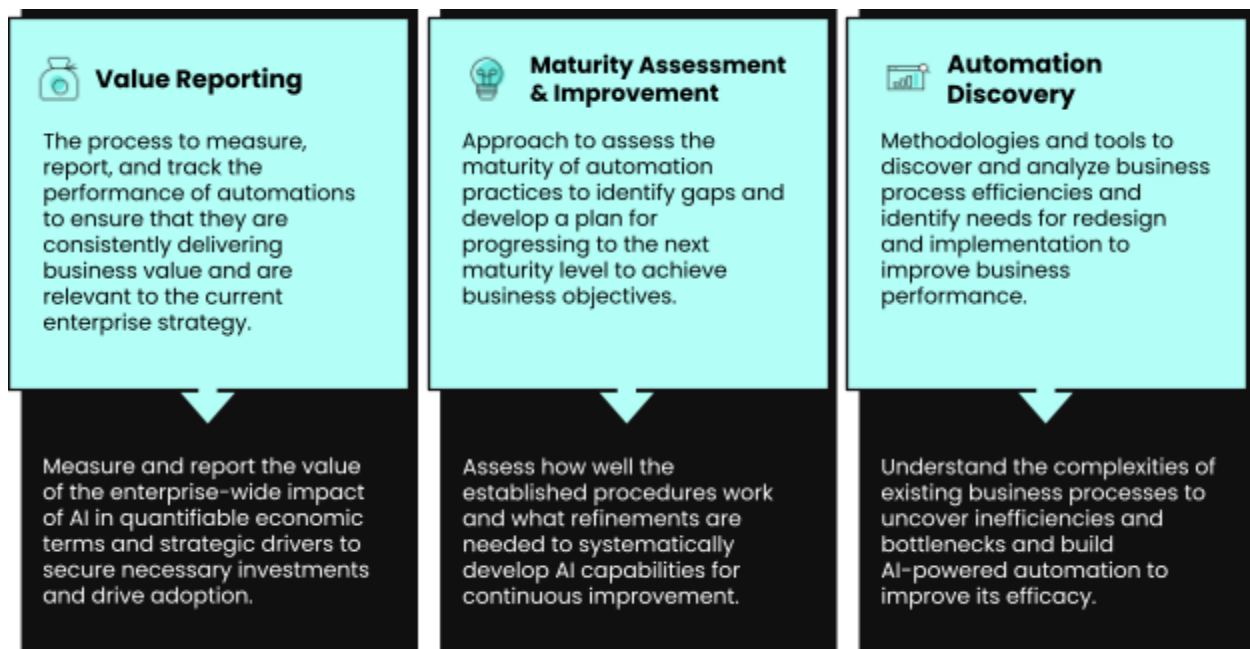 Value Reporting
The process to measure,
report, and track the
performance of automations
to ensure that they are
consistently delivering
business value and are
relevant to the current
enterprise strategy.
Measure and report the value
of the enterprise-wide impact
of AI in quantifiable economic
terms and strategic drivers to
secure necessary investments
and drive adoption.
Maturity Assessment
& Improvement
Approach to assess the
maturity of automation
practices to identify gaps and
develop a plan for
progressing to the next
maturity level to achieve
business objectives.
Assess how well the
established procedures work
and what refinements are
needed to systematically
develop AI capabilities for
continuous improvement.
Automation
Discovery
Methodologies and tools to
discover and analyze business
process efficiencies and
identify needs for redesign
and implementation to
improve business
performance.
Understand the complexities of
existing business processes to
uncover inefficiencies and
bottlenecks and build
AI-powered automation to
improve its efficacy.